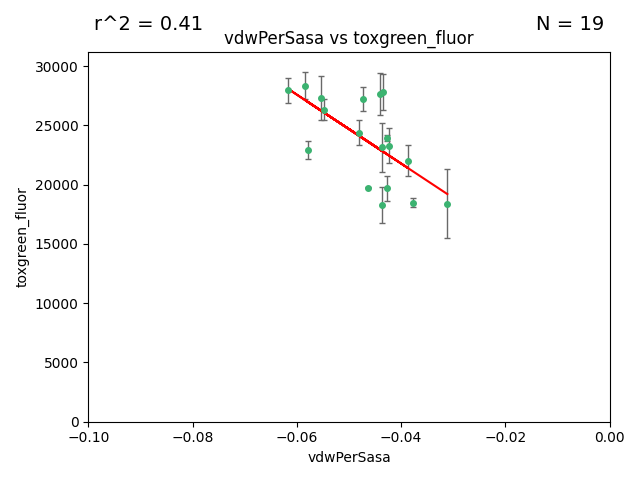 r^2 = 0.41
N = 19
vdwPerSasa vs toxgreen_fluor
30000
25000
20000
15000
10000
5000
0
toxgreen_fluor
−0.10
−0.08
−0.06
−0.04
−0.02
0.00
vdwPerSasa